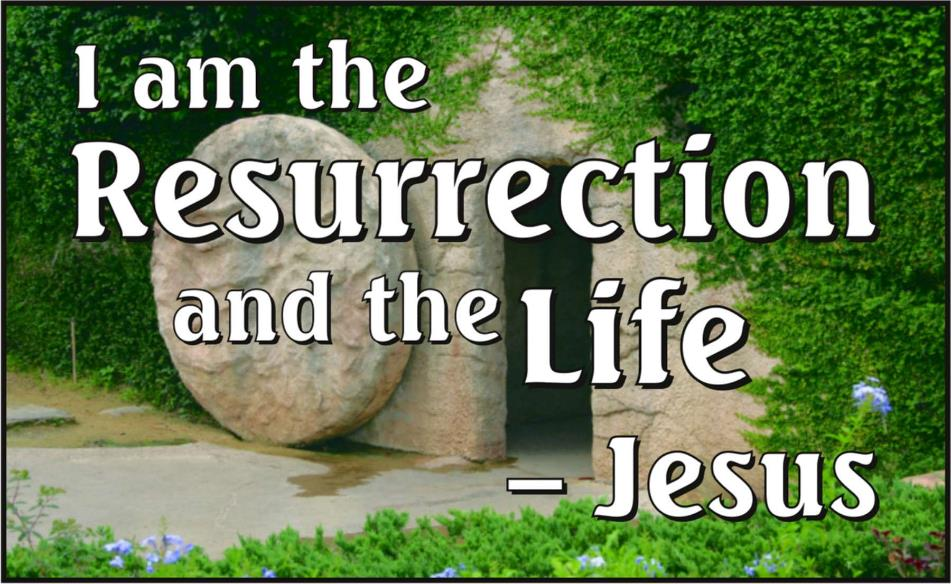 I am the
Resurrection
and the Life
– Jesus